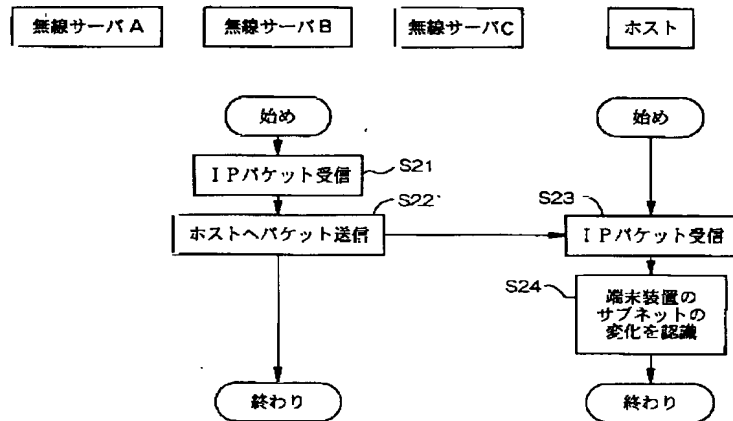 無線サーバA
無線サーバB
無線サーバC
ホスト
始め
始め
IPパケット受信
S21
ホストへパケット送信
S22
S23
IPパケット受信
S24
端末装置の
サブネットの
変化を認識
終わり
終わり